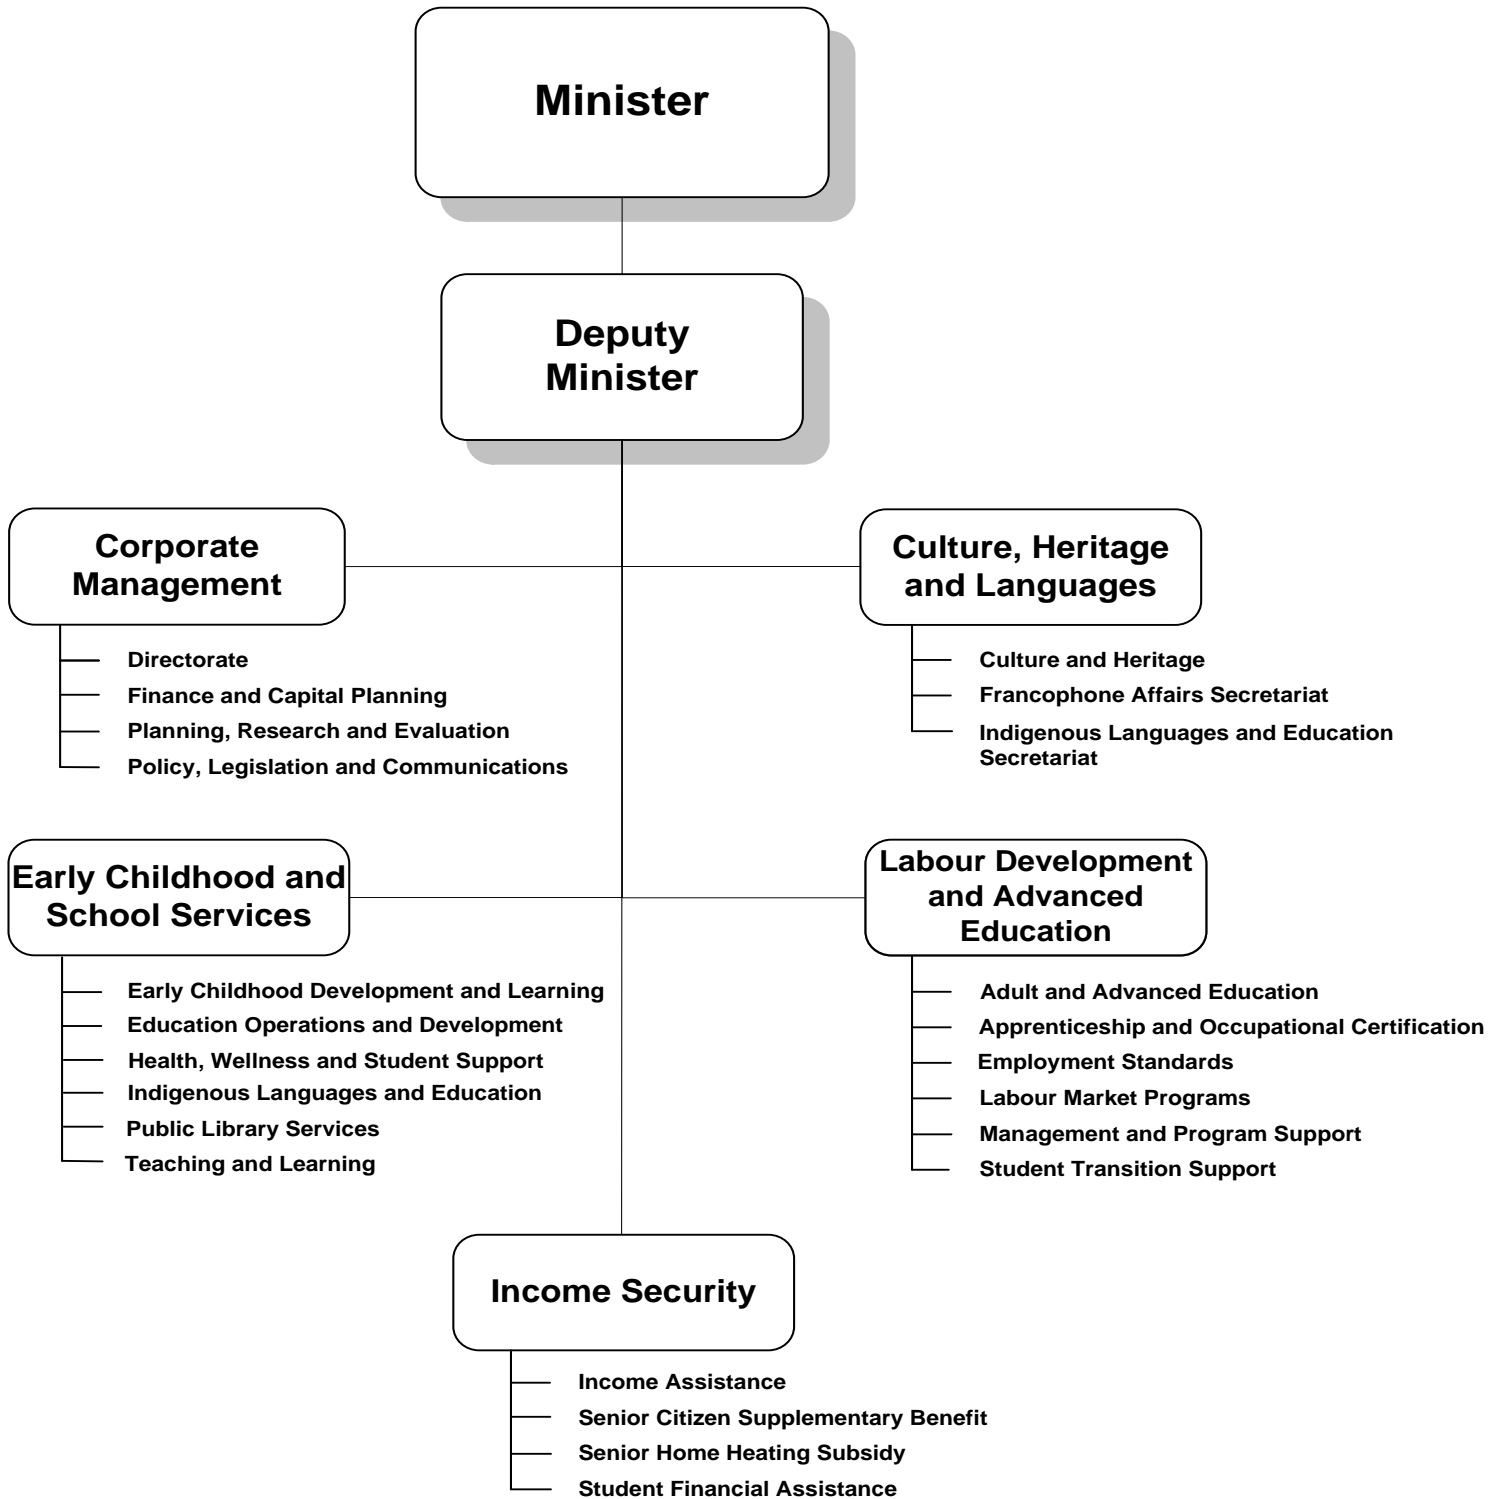 Minister
Deputy
Minister
Corporate
Management
Directorate
Finance and Capital Planning
Planning, Research and Evaluation
Policy, Legislation and Communications
Culture, Heritage
and Languages
Culture and Heritage
Francophone Affairs Secretariat
Indigenous Languages and Education
Secretariat
Early Childhood and
School Services
Early Childhood Development and Learning
Education Operations and Development
Health, Wellness and Student Support
Indigenous Languages and Education
Public Library Services
Teaching and Learning
Labour Development
and Advanced
Education
Adult and Advanced Education
Apprenticeship and Occupational Certification
Employment Standards
Labour Market Programs
Management and Program Support
Student Transition Support
Income Security
Income Assistance
Senior Citizen Supplementary Benefit
Senior Home Heating Subsidy
Student Financial Assistance